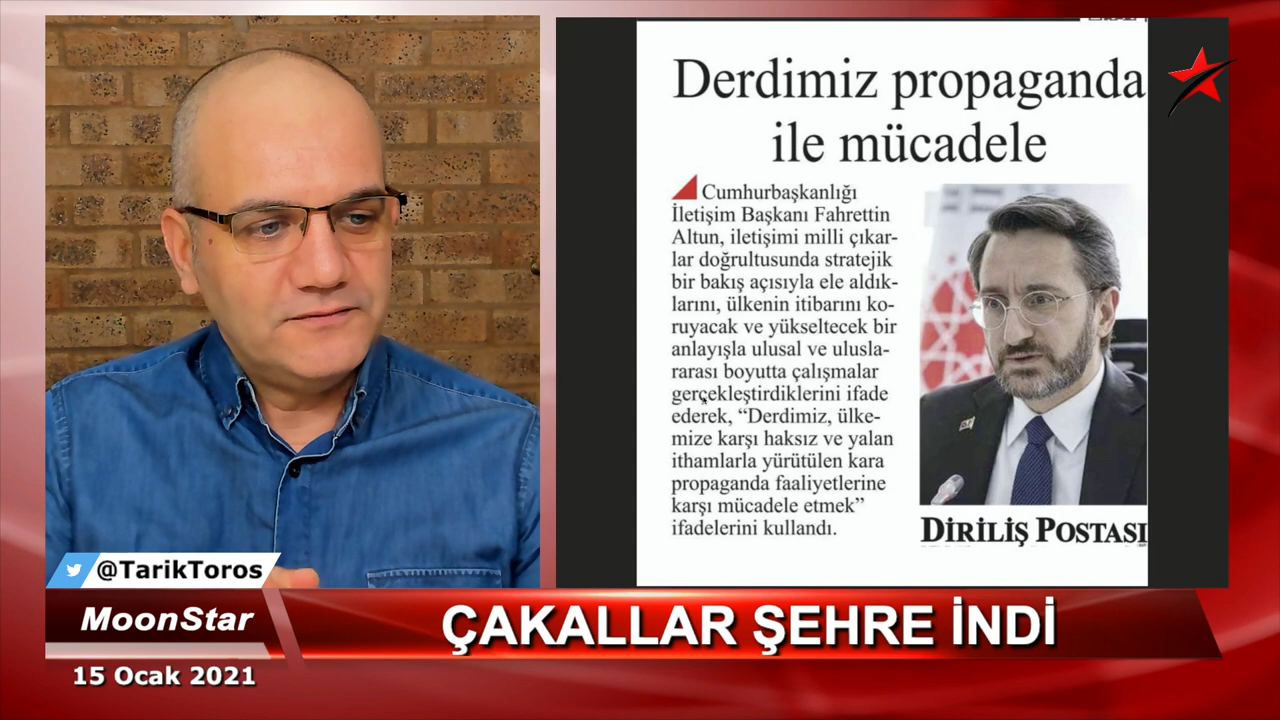 Derdimiz propaganda
ile mücadele
Cumhurbaşkanlığı
İletişim Başkanı Fahrettin
Altun, iletişimi milli çıkar-
lar doğrultusunda stratejik
bir bakış açısıyla ele aldık-
larını, ülkenin itibarını ko-
ruyacak ve yükseltecek bir
anlayışla ulusal ve ulusla-
rarası boyutta çalışmalar
gerçekleştirdiklerini ifade
ederek, “Derdimiz, ülke-
mize karşı haksız ve yalan
ithamlarla yürütülen kara
propaganda faaliyetlerine
karşı mücadele etmek”
ifadelerini kullandı.
DİRİLİŞ POSTASI
@TarikToros
MoonStar
ÇAKALLAR ŞEHRE İNDİ
15 Ocak 2021